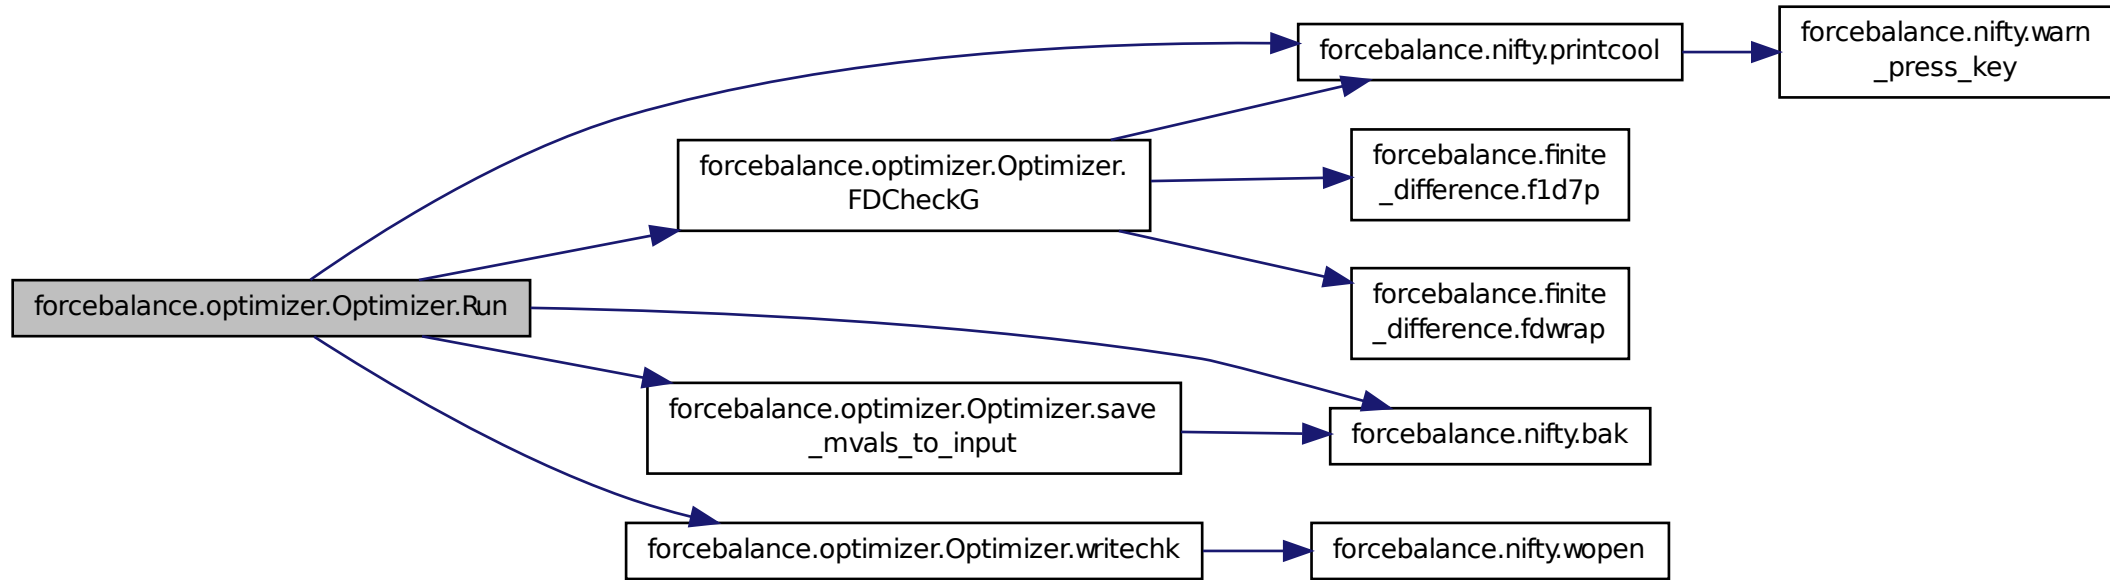 forcebalance.optimizer.Optimizer.Run
forcebalance.nifty.printcool
forcebalance.nifty.warn
_press_key
forcebalance.optimizer.Optimizer.
FDCheckG
forcebalance.finite
_difference.f1d7p
forcebalance.finite
_difference.fdwrap
forcebalance.optimizer.Optimizer.save
_mvals_to_input
forcebalance.nifty.bak
forcebalance.optimizer.Optimizer.writechk
forcebalance.nifty.wopen